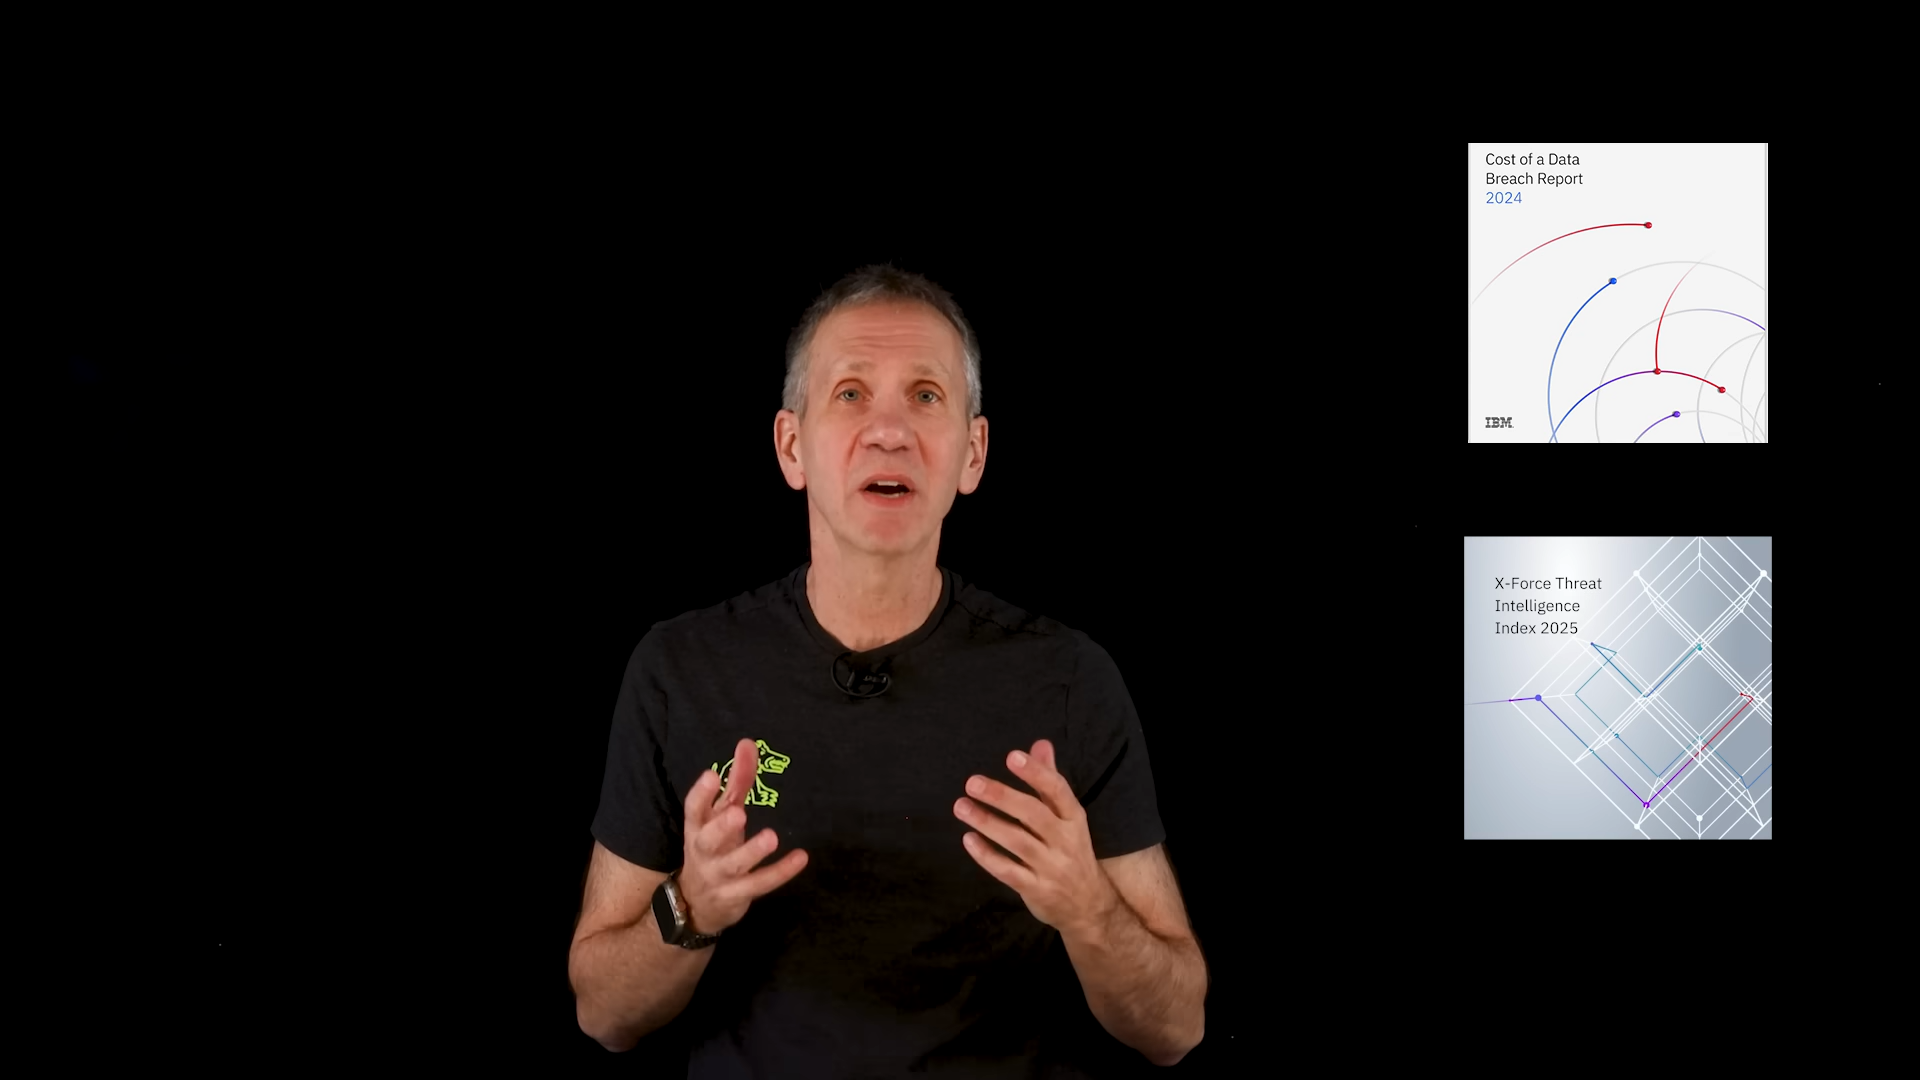 Cost of a Data
Breach Report
2024
IBM
X-Force Threat
Intelligence
Index 2025